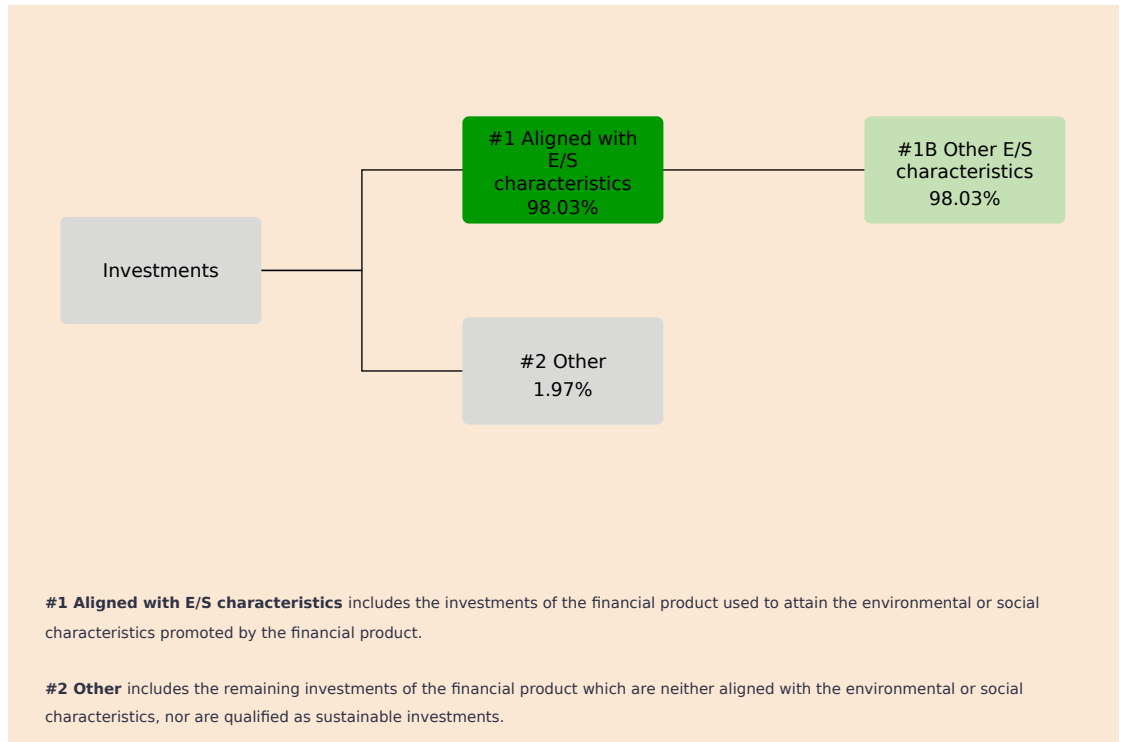 #1 Aligned with
E/S
characteristics
98.03%
#1B Other E/S
characteristics
98.03%
Investments
#2 Other
1.97%
#1 Aligned with E/S characteristics includes the investments of the financial product used to attain the environmental or social
characteristics promoted by the financial product.
#2 Other includes the remaining investments of the financial product which are neither aligned with the environmental or social
characteristics, nor are qualified as sustainable investments.